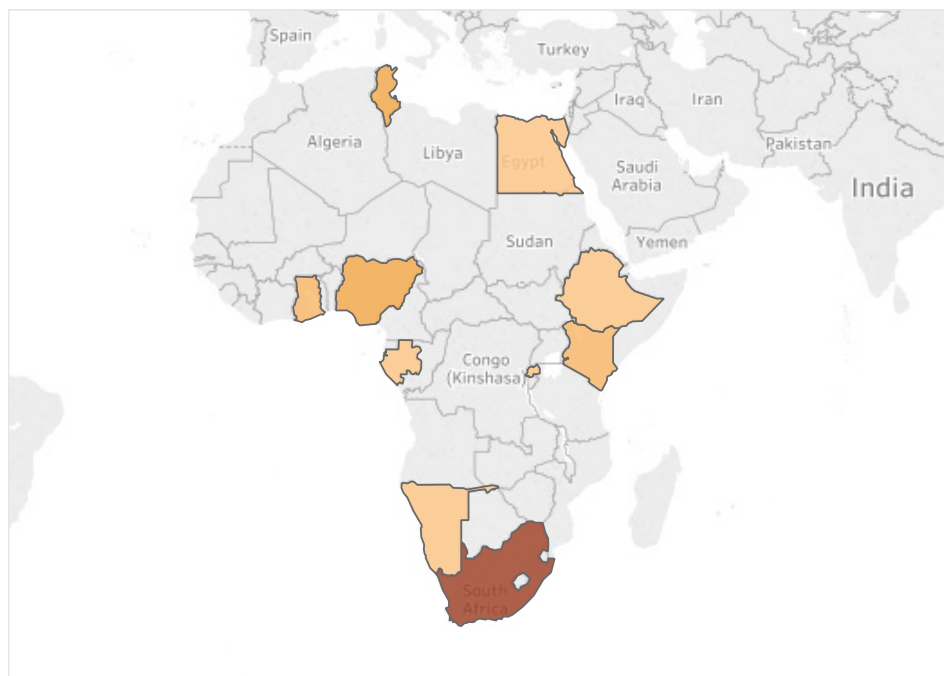 Spain
Turkey
Iraq
Iran
Algeria
Libya
Egypt
Pakistan
Saudi
Arabia
India
Sudan
Yemen
Congo
(Kinshasa)
South
Africa